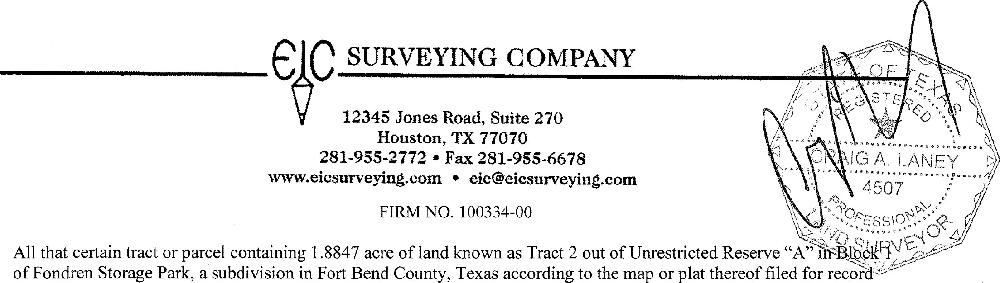 EIC SURVEYING COMPANY
12345 Jones Road, Suite 270
Houston, TX 77070
281-955-2772 • Fax 281-955-6678
www.eicsurveying.com • eic@eicsurveying.com
FIRM NO. 100334-00
STATE OF TEXAS
REGISTERED
CRAIG A. LANEY
4507
PROFESSIONAL
LAND SURVEYOR
All that certain tract or parcel containing 1.8847 acre of land known as Tract 2 out of Unrestricted Reserve “A” in Block 1
of Fondren Storage Park, a subdivision in Fort Bend County, Texas according to the map or plat thereof filed for record